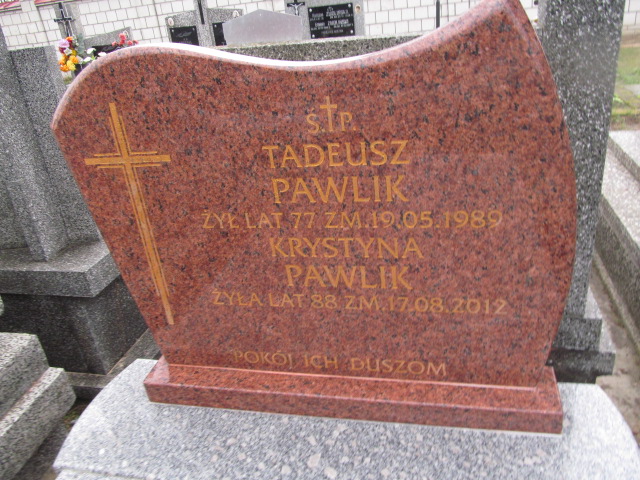 Ś.†P.
TADEUSZ
PAWLIK
ŻYŁ LAT 77 ZM.19.05.1989
KRYSTYNA
PAWLIK
ŻYŁA LAT 88 ZM.17.08.2012
POKÓJ ICH DUSZOM